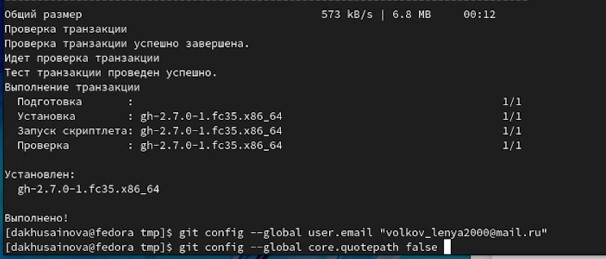 Общий размер 573 kB/s | 6.8 MB 00:12
Проверка транзакции
Проверка транзакции успешно завершена.
Идет проверка транзакции
Тест транзакции проведен успешно.
Выполнение транзакции
Подготовка : 1/1
Установка : gh-2.7.0-1.fc35.x86_64 1/1
Запуск скриптлета: gh-2.7.0-1.fc35.x86_64 1/1
Проверка : gh-2.7.0-1.fc35.x86_64 1/1
Установлен:
gh-2.7.0-1.fc35.x86_64
Выполнено!
[dakhusainova@fedora tmp]$ git config --global user.email "volkov_lenya2000@mail.ru"
[dakhusainova@fedora tmp]$ git config --global core.quotepath false